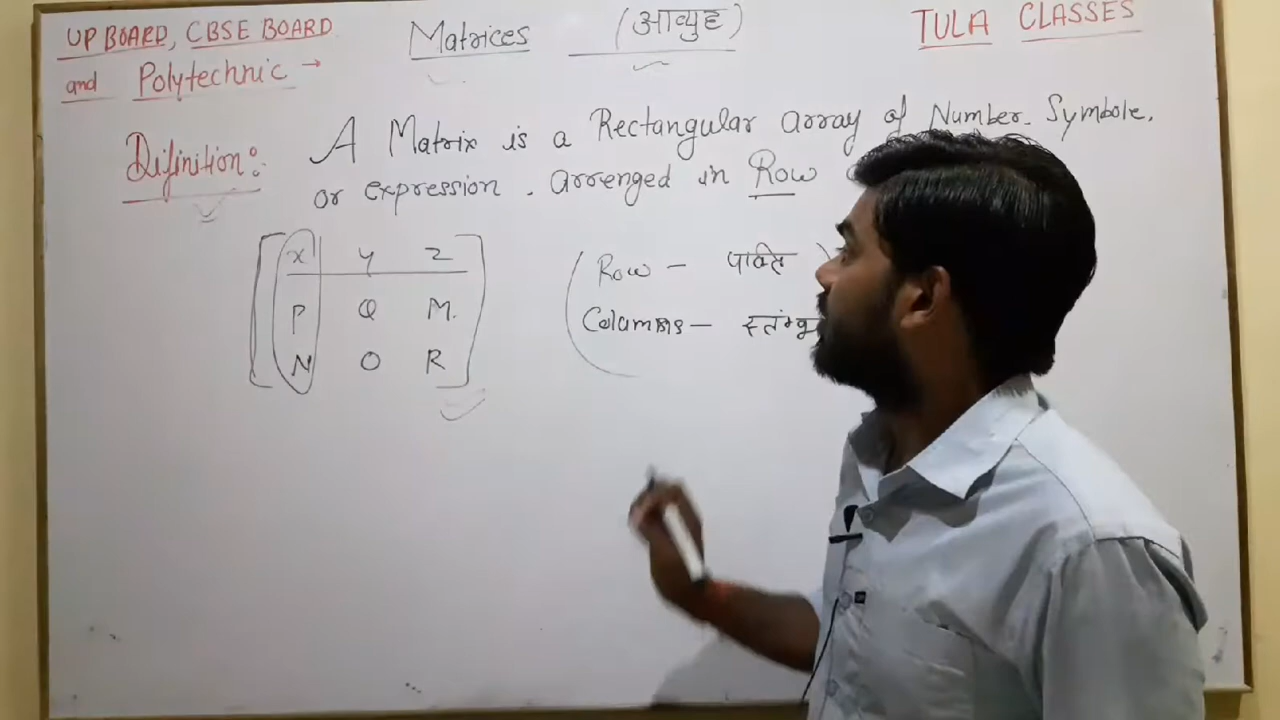 UP BOARD, CBSE BOARD
and Polytechnic →
Matrices (आव्युह)
TULA CLASSES
Difinition:
A Matrix is a Rectangular array of Number Symbole,
or expression. arrenged in Row
x y z
P Q M.
N O R
(Row - पंक्ति)
Columns - स्तंम्भ